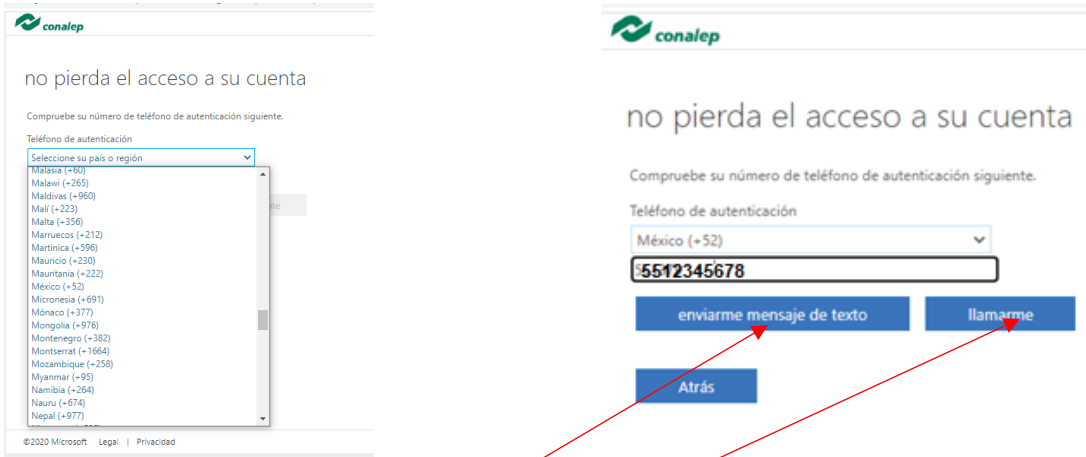 conalep
no pierda el acceso a su cuenta
Compruebe su número de teléfono de autenticación siguiente.
Teléfono de autenticación
Seleccione su país o región
Malasia (+60)
Malawi (+265)
Maldivas (+960)
Malí (+223)
Malta (+356)
Marruecos (+212)
Martinica (+596)
Mauricio (+230)
Mauritania (+222)
México (+52)
Micronesia (+691)
Mónaco (+377)
Mongolia (+976)
Montenegro (+382)
Montserrat (+1664)
Mozambique (+258)
Myanmar (+95)
Namibia (+264)
Nauru (+674)
Nepal (+977)
©2020 Microsoft Legal | Privacidad
conalep
no pierda el acceso a su cuenta
Compruebe su número de teléfono de autenticación siguiente.
Teléfono de autenticación
México (+52)
5512345678
enviarme mensaje de texto
llamarme
Atrás